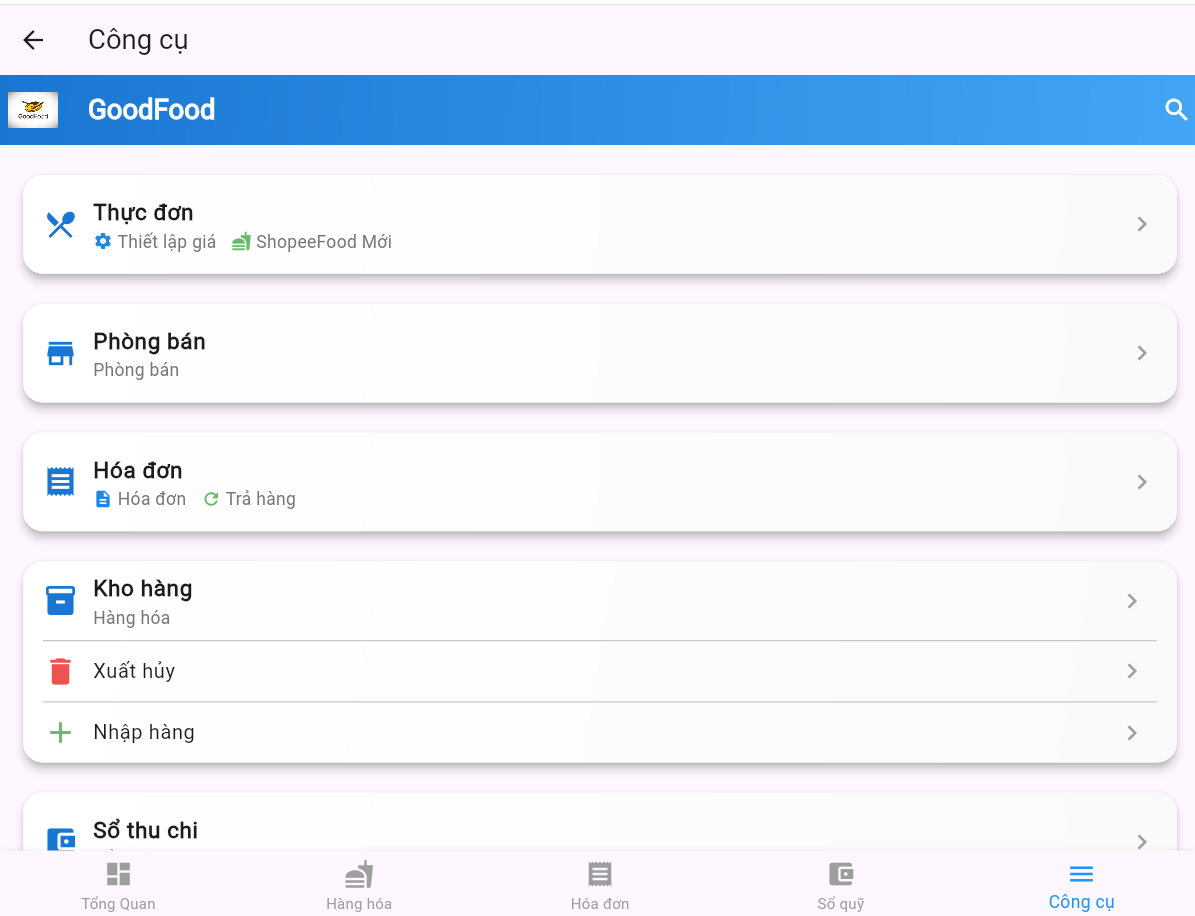 Công cụ
GoodFood
GoodFood
Thực đơn
Thiết lập giá ShopeeFood Mới
Phòng bán
Phòng bán
Hóa đơn
Hóa đơn Trả hàng
Kho hàng
Hàng hóa
Xuất hủy
Nhập hàng
Sổ thu chi
Tổng Quan Hàng hóa Hóa đơn Sổ quỹ Công cụ